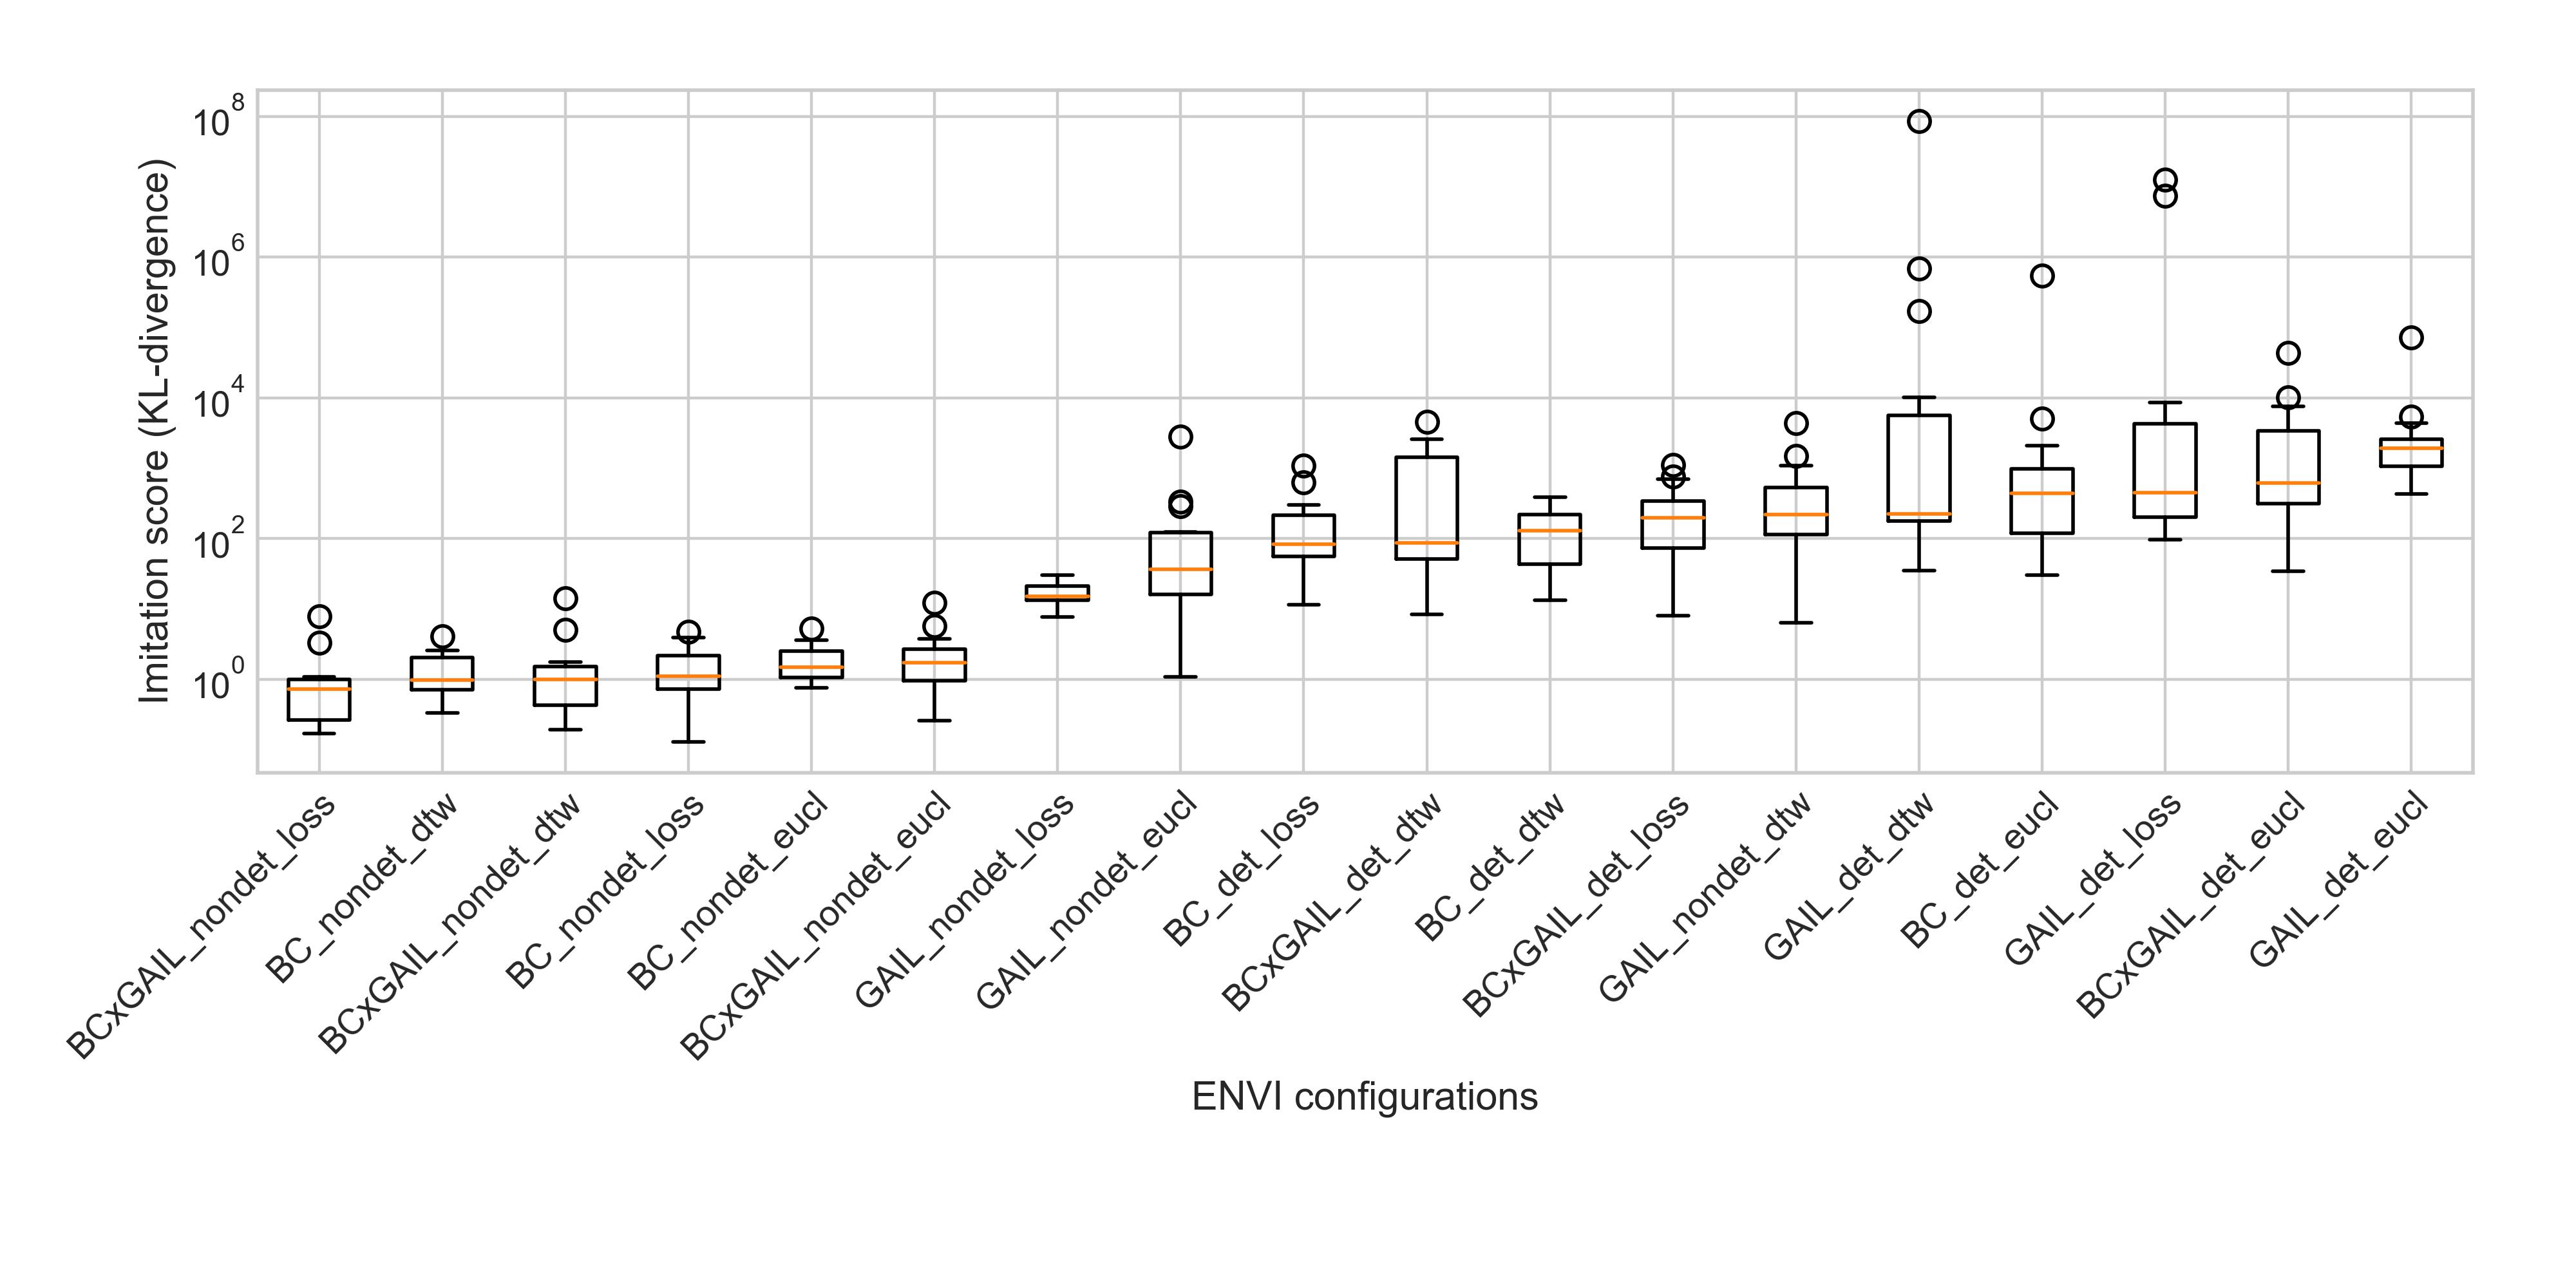 Imitation score (KL-divergence)
10^8
10^6
10^4
10^2
10^0
BCxGAIL_nondet_loss
BC_nondet_dtw
BCxGAIL_nondet_dtw
BC_nondet_loss
BC_nondet_eucl
BCxGAIL_nondet_eucl
GAIL_nondet_loss
GAIL_nondet_eucl
BC_det_loss
BCxGAIL_det_dtw
BC_det_dtw
BCxGAIL_det_loss
GAIL_nondet_dtw
GAIL_det_dtw
BC_det_eucl
GAIL_det_loss
BCxGAIL_det_eucl
GAIL_det_eucl
ENVI configurations